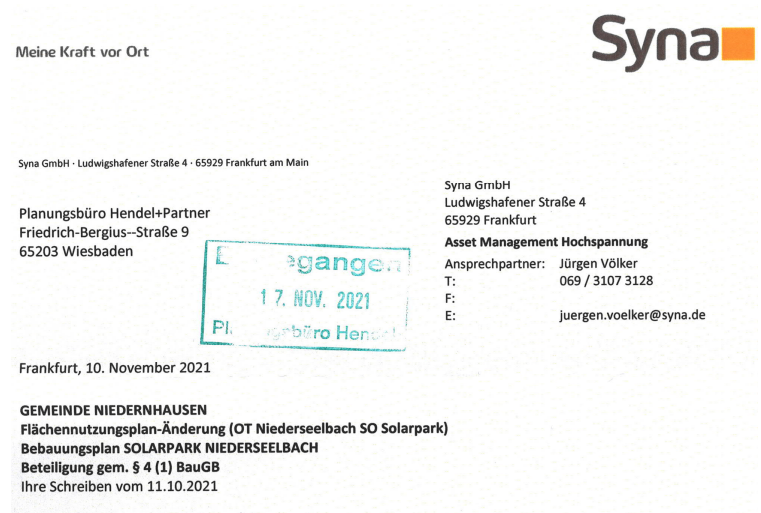 Meine Kraft vor Ort
Syna
Syna GmbH · Ludwigshafener Straße 4 · 65929 Frankfurt am Main
Planungsbüro Hendel+Partner
Friedrich-Bergius--Straße 9
65203 Wiesbaden
Syna GmbH
Ludwigshafener Straße 4
65929 Frankfurt
Asset Management Hochspannung
Ansprechpartner: Jürgen Völker
T: 069 / 3107 3128
F:
E: juergen.voelker@syna.de
17. NOV. 2021
Frankfurt, 10. November 2021
GEMEINDE NIEDERNHAUSEN
Flächennutzungsplan-Änderung (OT Niederseelbach SO Solarpark)
Bebauungsplan SOLARPARK NIEDERSEELBACH
Beteiligung gem. § 4 (1) BauGB
Ihre Schreiben vom 11.10.2021